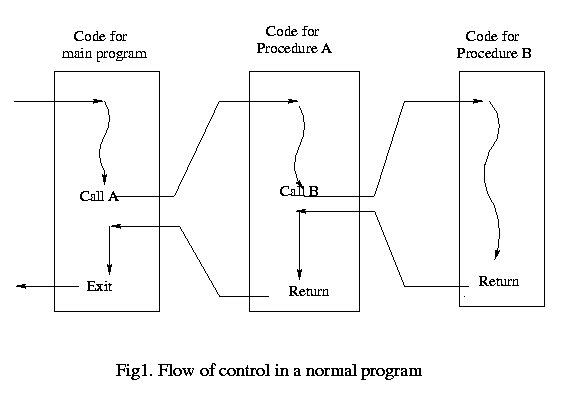 Code for
main program
Code for
Procedure A
Code for
Procedure B
Call A
Call B
Exit
Return
Return
Fig1. Flow of control in a normal program